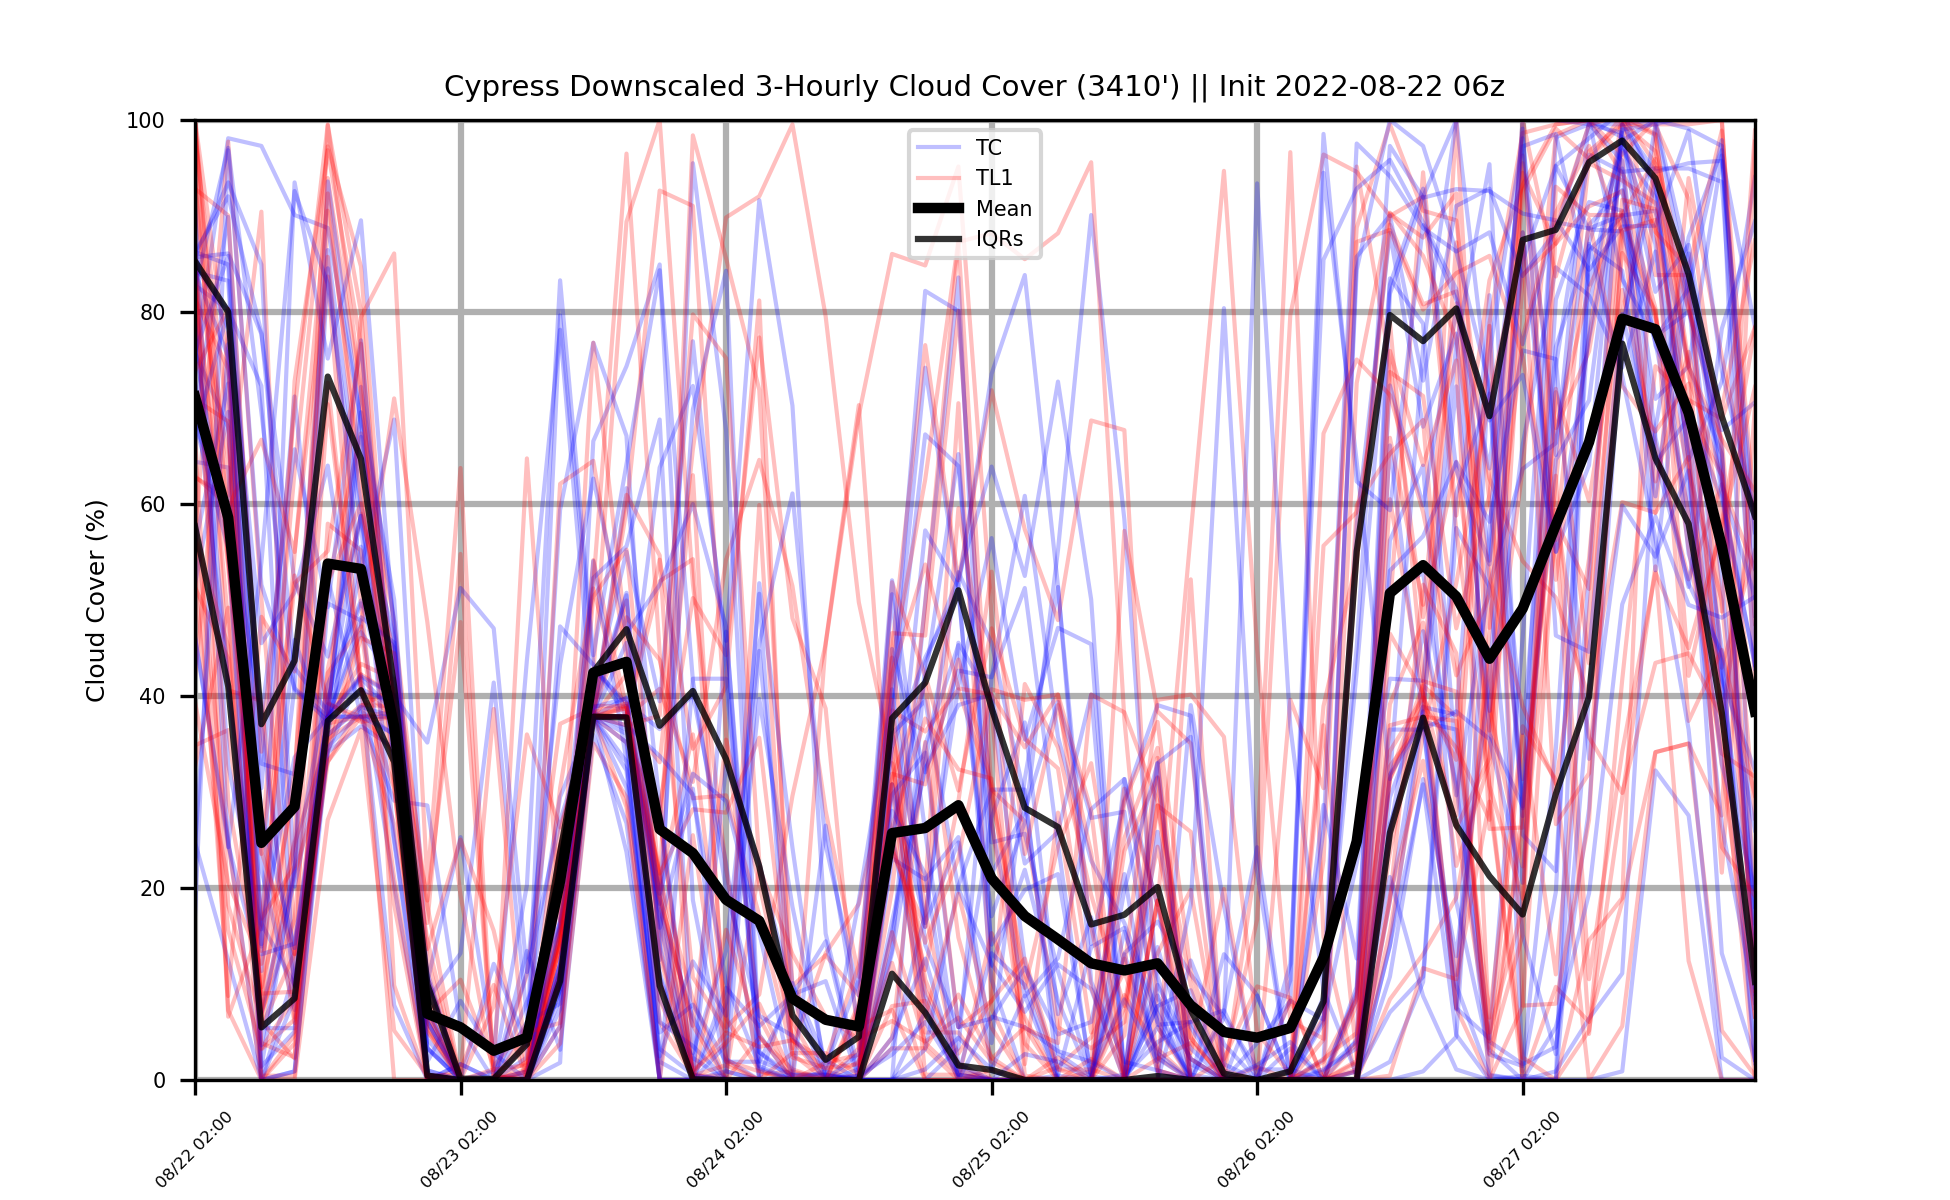 Cypress Downscaled 3-Hourly Cloud Cover (3410') || Init 2022-08-22 06z
TC
TL1
Mean
IQRs
Cloud Cover (%)
100
80
60
40
20
0
08/22 02:00
08/23 02:00
08/24 02:00
08/25 02:00
08/26 02:00
08/27 02:00